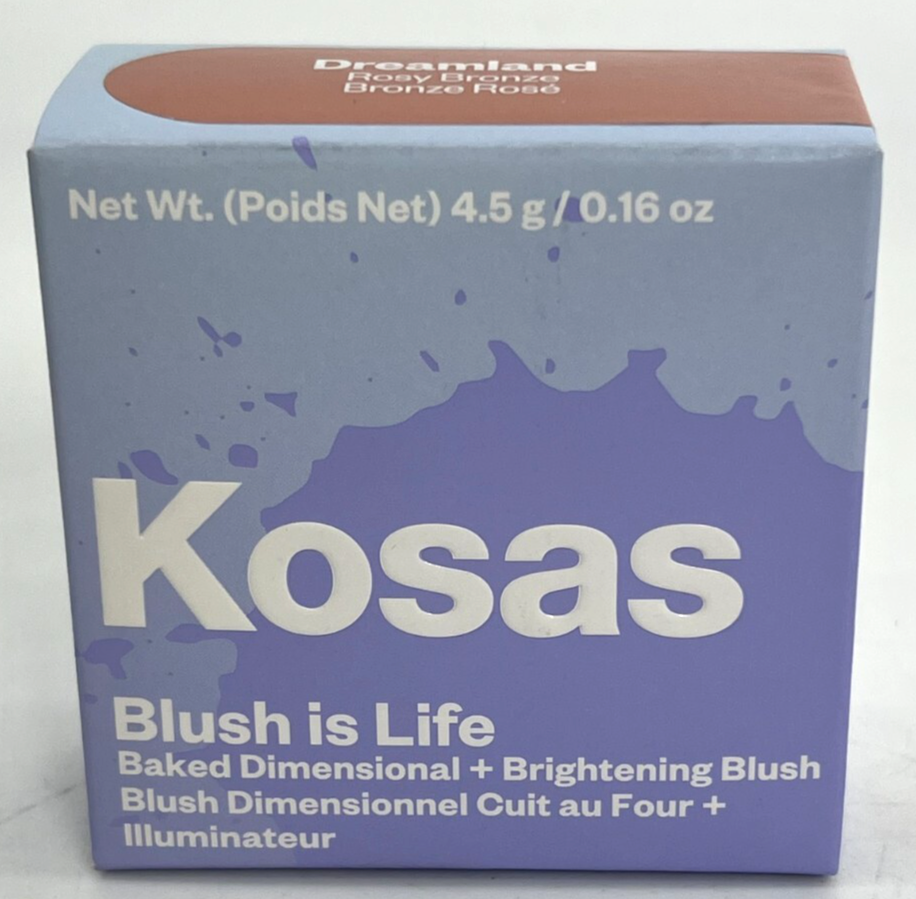 Dreamland
Rosy Bronze
Bronze Rosé
Net Wt. (Poids Net) 4.5 g / 0.16 oz
Kosas
Blush is Life
Baked Dimensional + Brightening Blush
Blush Dimensionnel Cuit au Four +
Illuminateur